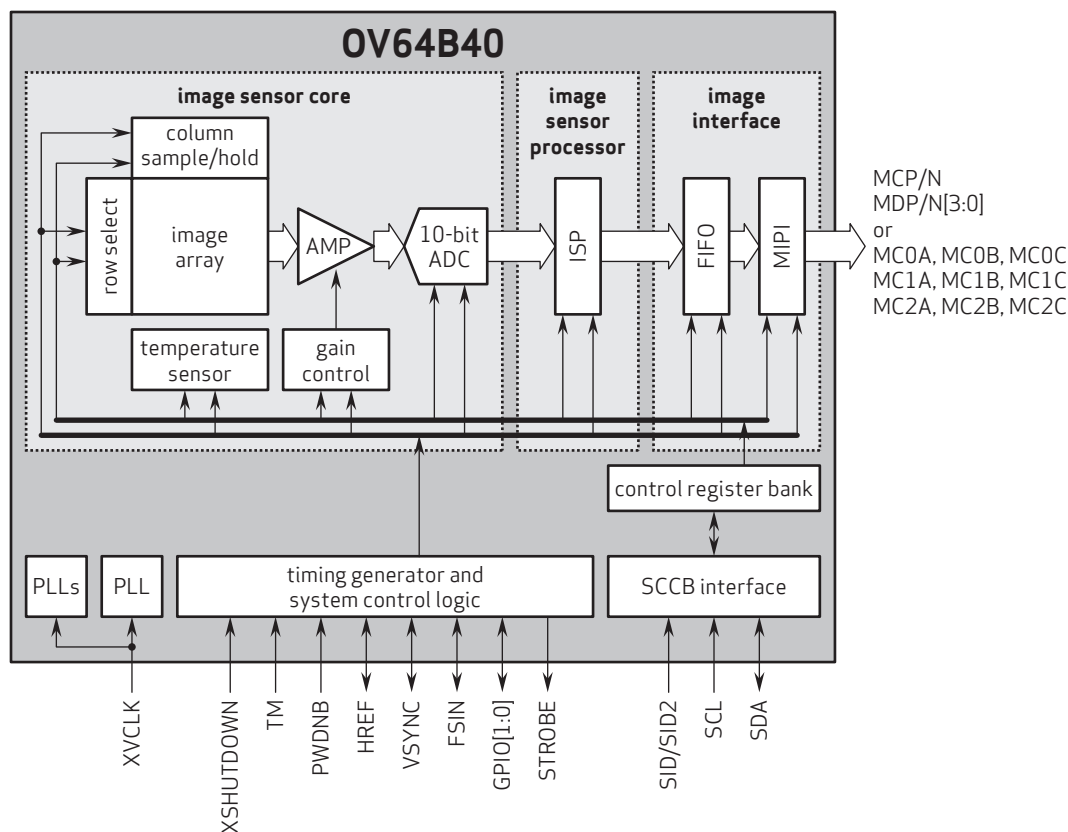 OV64B40
image sensor core
image
sensor
processor
image
interface
column
sample/hold
row select
image
array
AMP
10-bit
ADC
ISP
FIFO
MIPI
MCP/N
MDP/N[3:0]
or
MC0A, MC0B, MC0C
MC1A, MC1B, MC1C
MC2A, MC2B, MC2C
temperature
sensor
gain
control
control register bank
PLLs
PLL
timing generator and
system control logic
SCCB interface
XVCLK
XSHUTDOWN
TM
PWDNB
HREF
VSYNC
FSIN
GPIO[1:0]
STROBE
SID/SID2
SCL
SDA